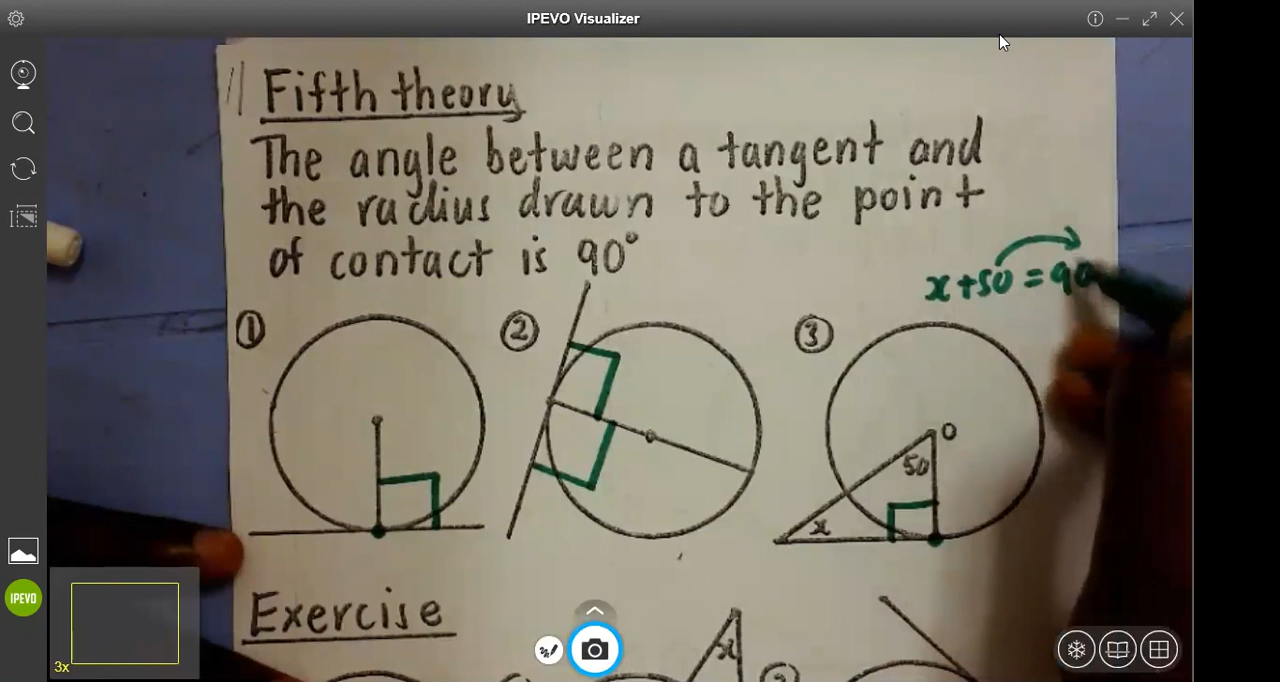 IPEVO Visualizer
Fifth theory
The angle between a tangent and
the radius drawn to the point
of contact is 90°
x+50=90
①
②
③
O
50
x
Exercise
x
IPEVO
3x